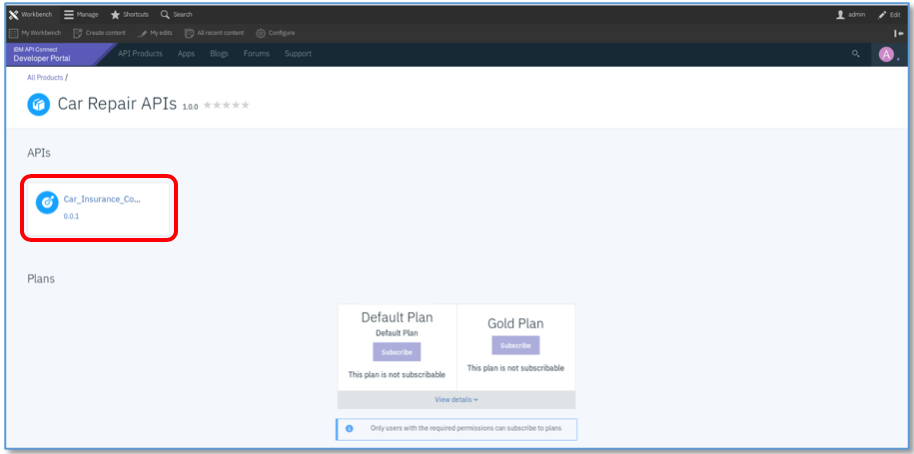 Workbench Manage Shortcuts Search admin Edit
My Workbench Create content My edits All recent content Configure
IBM API Connect
Developer Portal
API Products Apps Blogs Forums Support
A
All Products /
Car Repair APIs 1.0.0
APIs
Car_Insurance_Co...
0.0.1
Plans
Default Plan
Default Plan
Subscribe
This plan is not subscribable
Gold Plan
Subscribe
This plan is not subscribable
View details
Only users with the required permissions can subscribe to plans